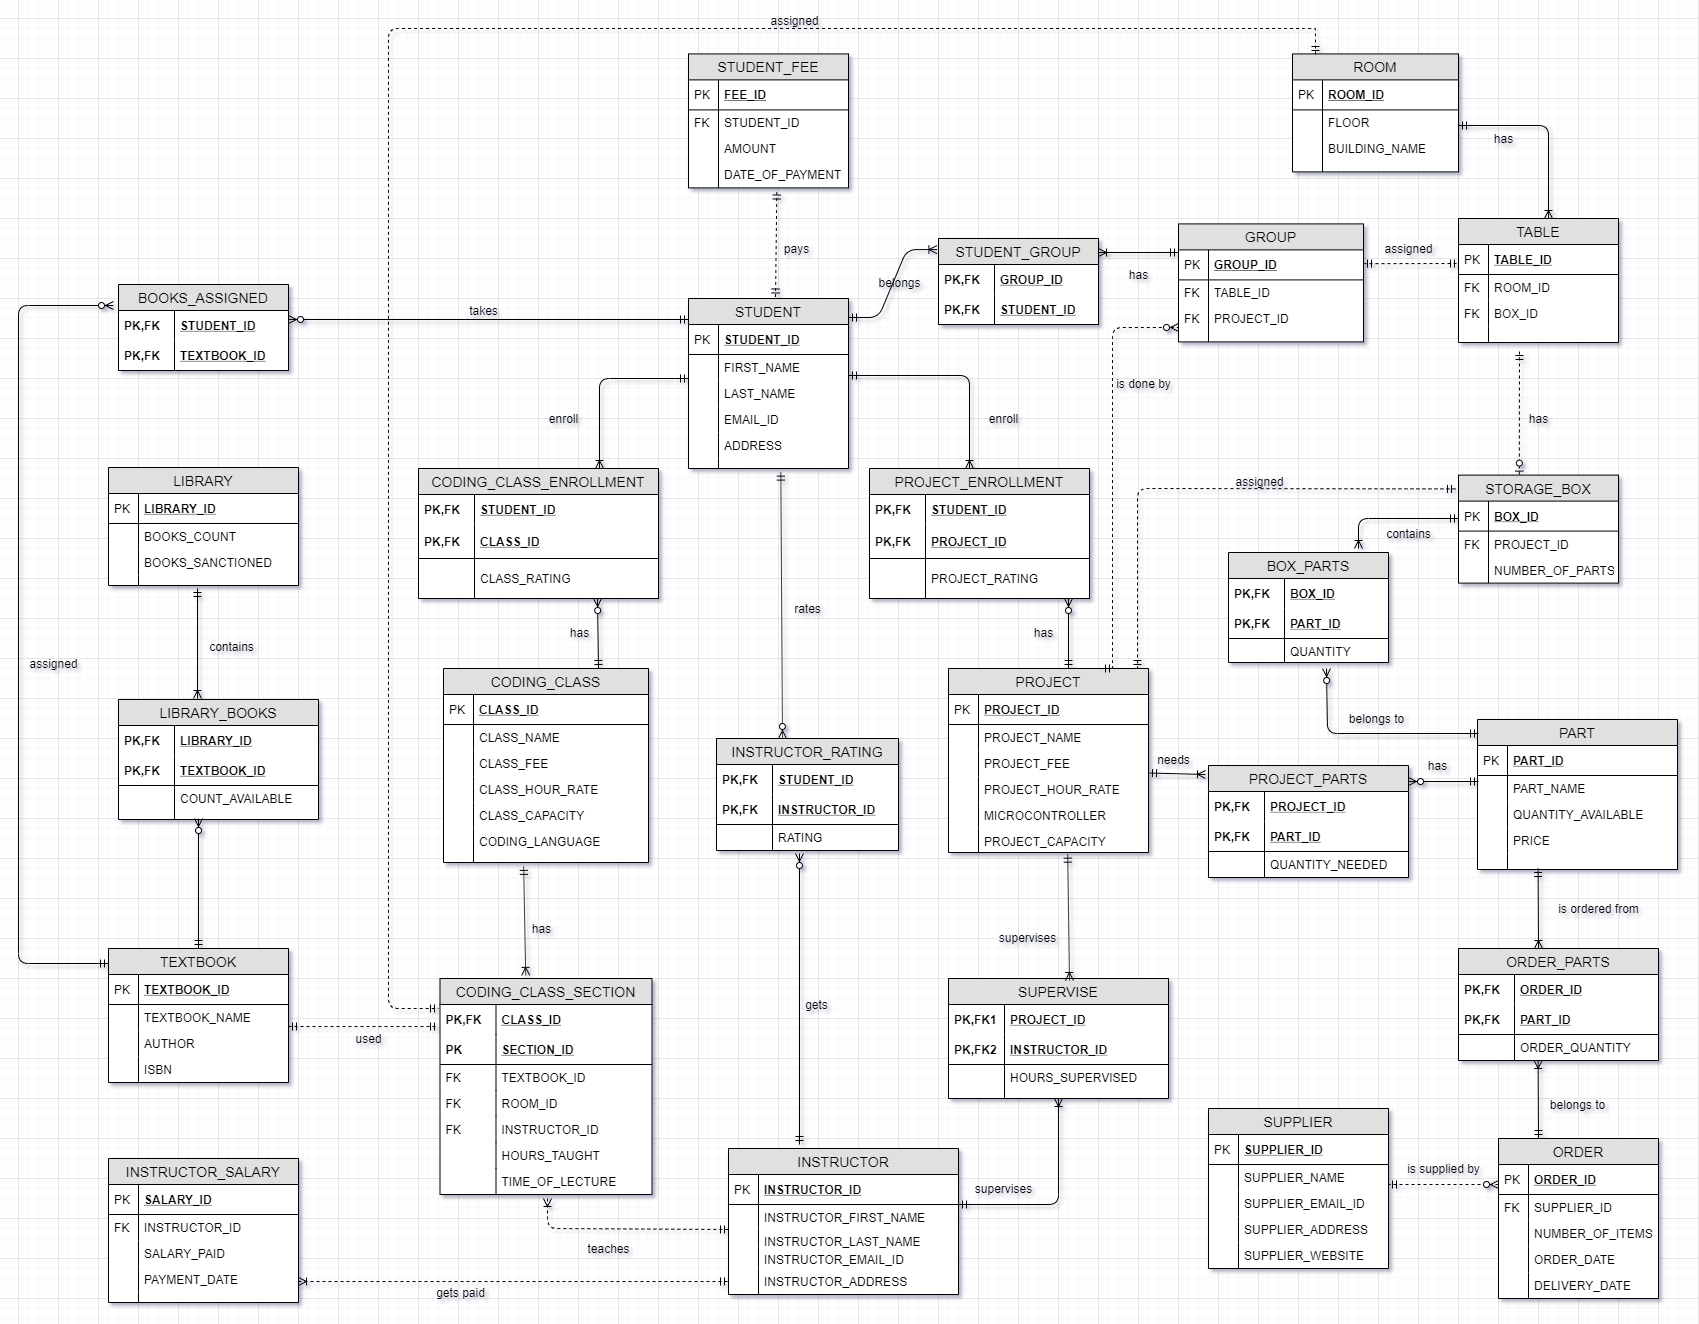 assigned
STUDENT_FEE
PK FEE_ID
FK STUDENT_ID
AMOUNT
DATE_OF_PAYMENT
pays
ROOM
PK ROOM_ID
FLOOR
BUILDING_NAME
has
STUDENT_GROUP
PK,FK GROUP_ID
PK,FK STUDENT_ID
belongs
has
GROUP
PK GROUP_ID
FK TABLE_ID
FK PROJECT_ID
assigned
TABLE
PK TABLE_ID
FK ROOM_ID
FK BOX_ID
BOOKS_ASSIGNED
PK,FK STUDENT_ID
PK,FK TEXTBOOK_ID
takes
STUDENT
PK STUDENT_ID
FIRST_NAME
LAST_NAME
EMAIL_ID
ADDRESS
is done by
has
enroll
enroll
LIBRARY
PK LIBRARY_ID
BOOKS_COUNT
BOOKS_SANCTIONED
contains
CODING_CLASS_ENROLLMENT
PK,FK STUDENT_ID
PK,FK CLASS_ID
CLASS_RATING
has
rates
PROJECT_ENROLLMENT
PK,FK STUDENT_ID
PK,FK PROJECT_ID
PROJECT_RATING
has
assigned
STORAGE_BOX
PK BOX_ID
FK PROJECT_ID
NUMBER_OF_PARTS
contains
BOX_PARTS
PK,FK BOX_ID
PK,FK PART_ID
QUANTITY
belongs to
assigned
LIBRARY_BOOKS
PK,FK LIBRARY_ID
PK,FK TEXTBOOK_ID
COUNT_AVAILABLE
CODING_CLASS
PK CLASS_ID
CLASS_NAME
CLASS_FEE
CLASS_HOUR_RATE
CLASS_CAPACITY
CODING_LANGUAGE
has
INSTRUCTOR_RATING
PK,FK STUDENT_ID
PK,FK INSTRUCTOR_ID
RATING
gets
PROJECT
PK PROJECT_ID
PROJECT_NAME
PROJECT_FEE
PROJECT_HOUR_RATE
MICROCONTROLLER
PROJECT_CAPACITY
supervises
needs
PROJECT_PARTS
PK,FK PROJECT_ID
PK,FK PART_ID
QUANTITY_NEEDED
has
PART
PK PART_ID
PART_NAME
QUANTITY_AVAILABLE
PRICE
is ordered from
TEXTBOOK
PK TEXTBOOK_ID
TEXTBOOK_NAME
AUTHOR
ISBN
used
CODING_CLASS_SECTION
PK,FK CLASS_ID
PK SECTION_ID
FK TEXTBOOK_ID
FK ROOM_ID
FK INSTRUCTOR_ID
HOURS_TAUGHT
TIME_OF_LECTURE
SUPERVISE
PK,FK1 PROJECT_ID
PK,FK2 INSTRUCTOR_ID
HOURS_SUPERVISED
supervises
ORDER_PARTS
PK,FK ORDER_ID
PK,FK PART_ID
ORDER_QUANTITY
belongs to
SUPPLIER
PK SUPPLIER_ID
SUPPLIER_NAME
SUPPLIER_EMAIL_ID
SUPPLIER_ADDRESS
SUPPLIER_WEBSITE
is supplied by
ORDER
PK ORDER_ID
FK SUPPLIER_ID
NUMBER_OF_ITEMS
ORDER_DATE
DELIVERY_DATE
INSTRUCTOR_SALARY
PK SALARY_ID
FK INSTRUCTOR_ID
SALARY_PAID
PAYMENT_DATE
gets paid
teaches
INSTRUCTOR
PK INSTRUCTOR_ID
INSTRUCTOR_FIRST_NAME
INSTRUCTOR_LAST_NAME
INSTRUCTOR_EMAIL_ID
INSTRUCTOR_ADDRESS